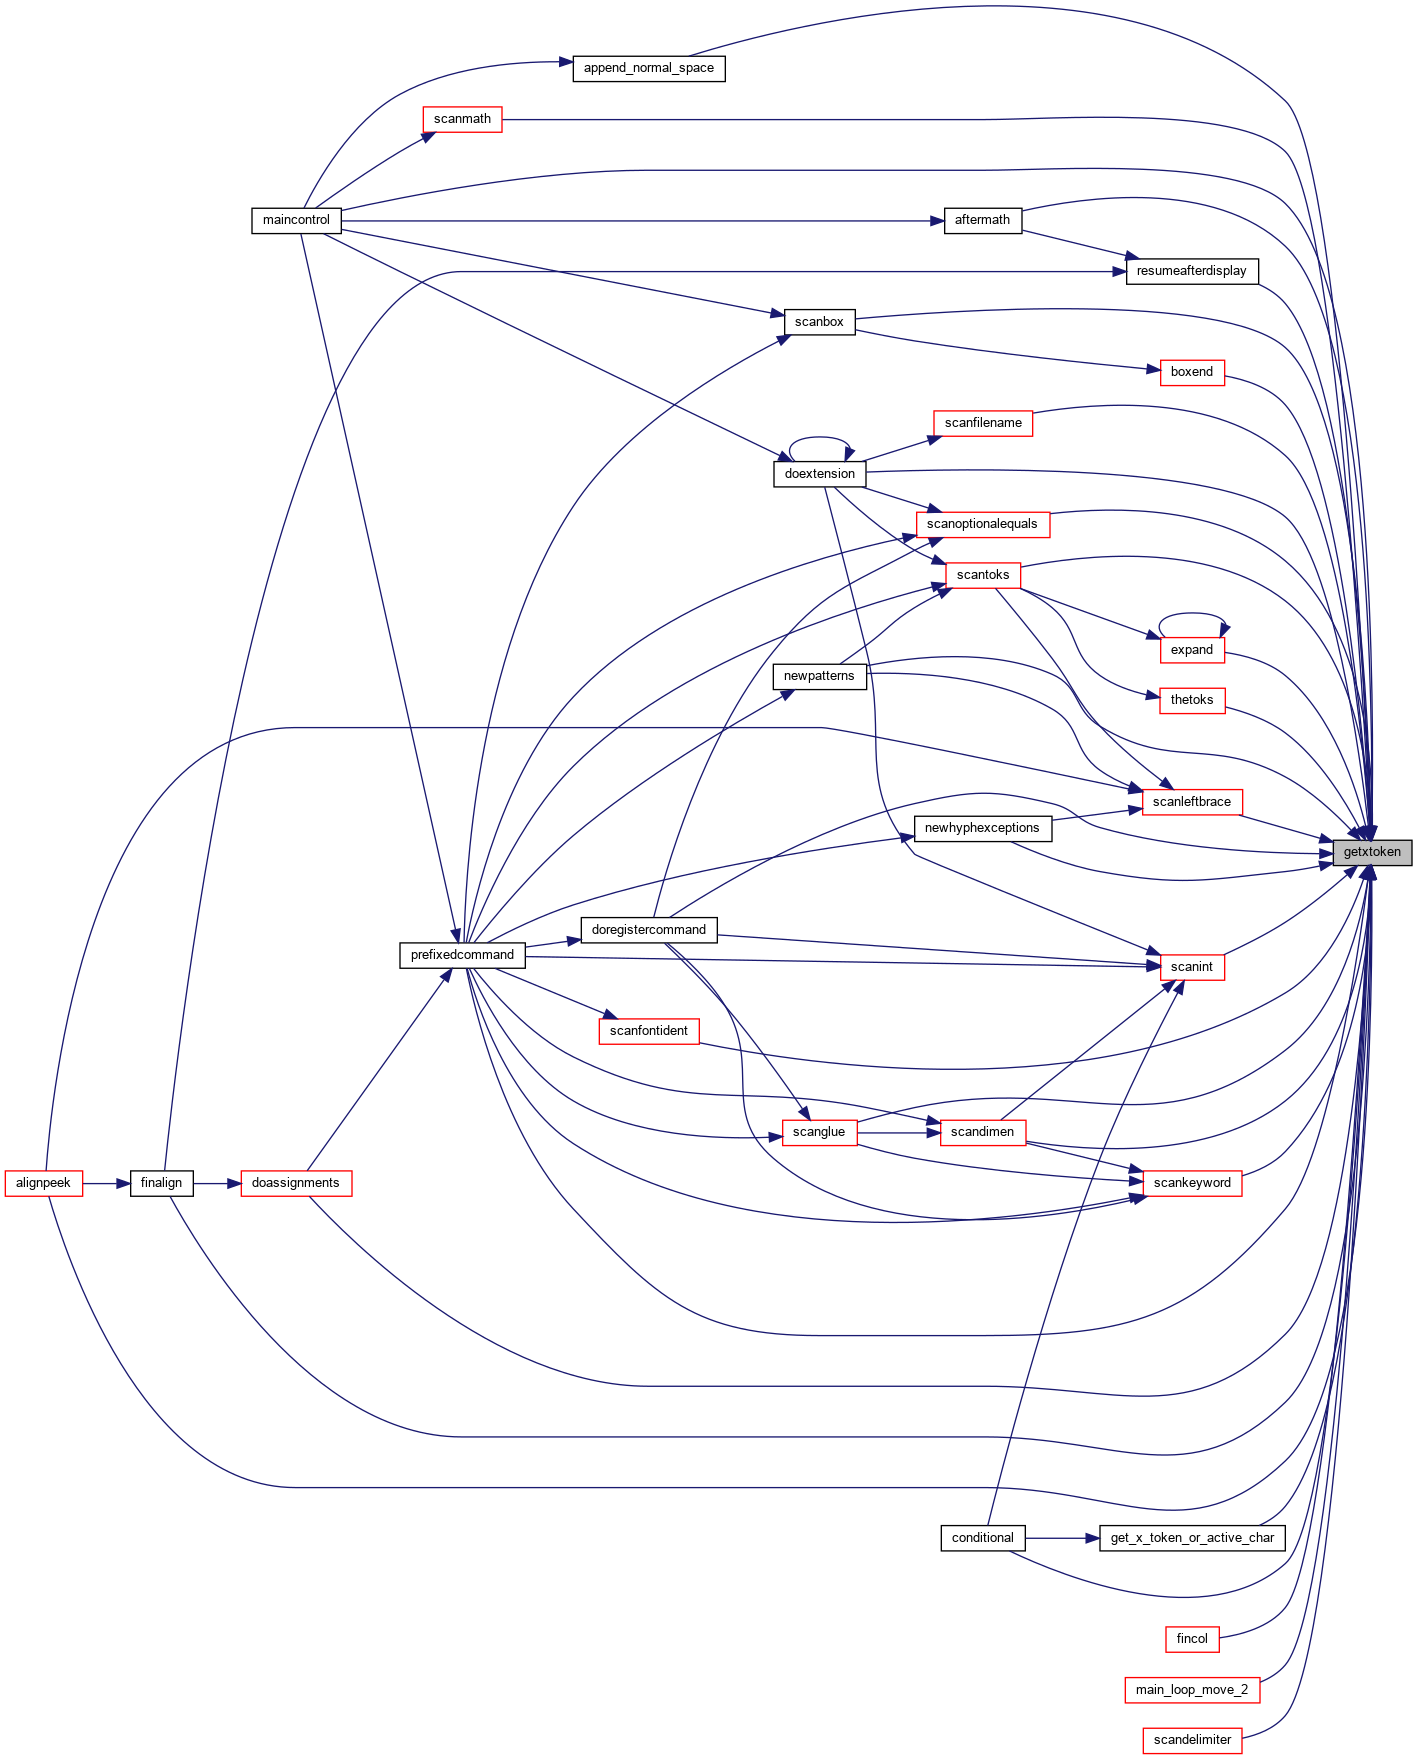 append_normal_space
scanmath
maincontrol
aftermath
resumeafterdisplay
scanbox
boxend
scanfilename
doextension
scanoptionalequals
scantoks
expand
newpatterns
thetoks
scanleftbrace
newhyphexceptions
getxtoken
doregistercommand
prefixedcommand
scanint
scanfontident
scanglue
scandimen
alignpeek
finalign
doassignments
scankeyword
conditional
get_x_token_or_active_char
fincol
main_loop_move_2
scandelimiter